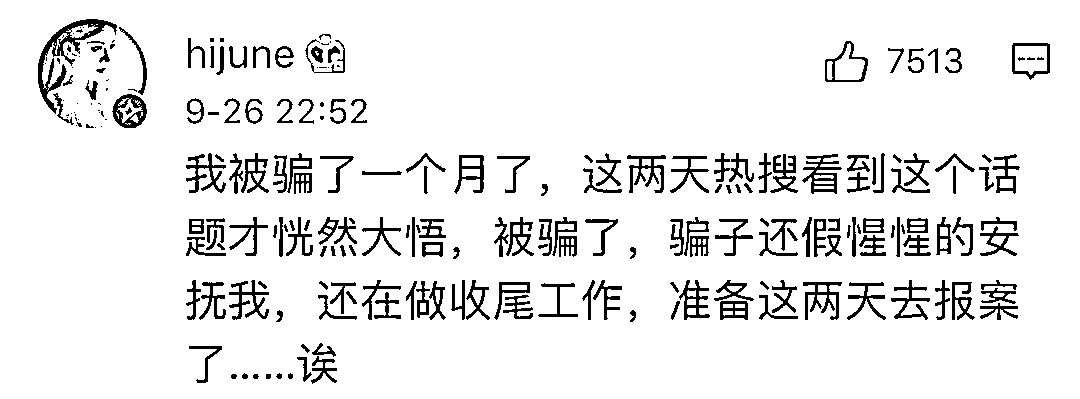 hijune
7513
9-26 22:52
我被骗了一个月了，这两天热搜看到这个话
题才恍然大悟，被骗了，骗子还假惺惺的安
抚我，还在做收尾工作，准备这两天去报案
了……诶